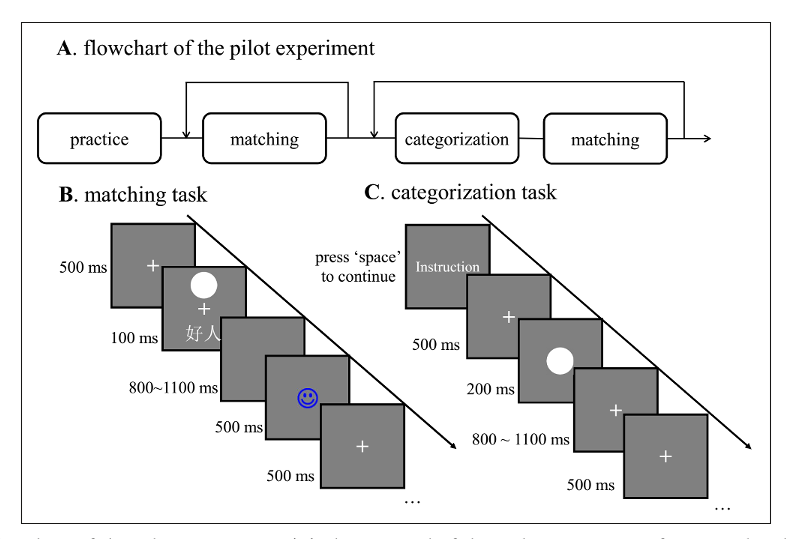 A. flowchart of the pilot experiment
practice
matching
categorization
matching
B. matching task
500 ms
+
+
好人
100 ms
800~1100 ms
500 ms
+
500 ms
...
C. categorization task
press ‘space’
to continue
Instruction
+
500 ms
200 ms
+
800 ~ 1100 ms
+
500 ms
...